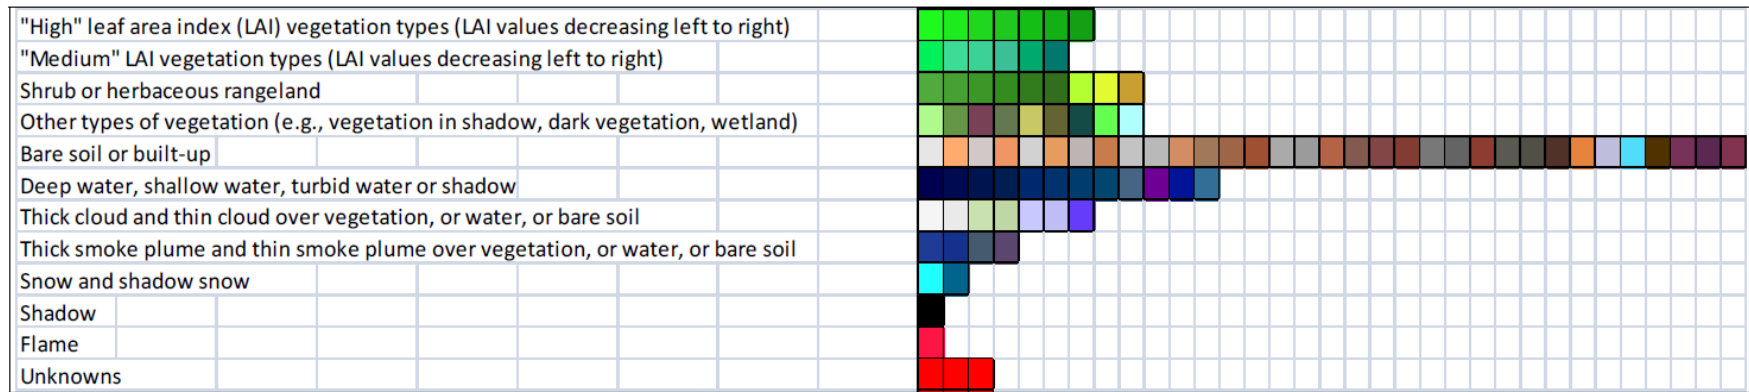 "High" leaf area index (LAI) vegetation types (LAI values decreasing left to right)
"Medium" LAI vegetation types (LAI values decreasing left to right)
Shrub or herbaceous rangeland
Other types of vegetation (e.g., vegetation in shadow, dark vegetation, wetland)
Bare soil or built-up
Deep water, shallow water, turbid water or shadow
Thick cloud and thin cloud over vegetation, or water, or bare soil
Thick smoke plume and thin smoke plume over vegetation, or water, or bare soil
Snow and shadow snow
Shadow
Flame
Unknowns